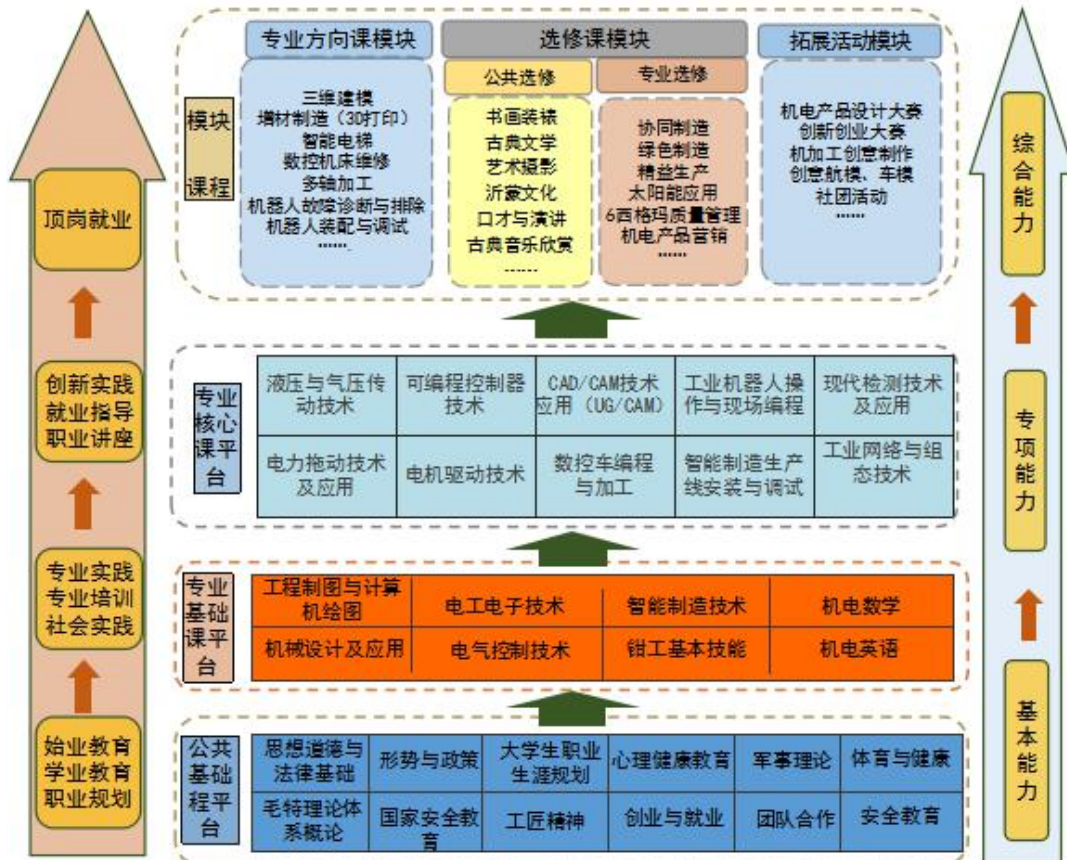 专业方向课模块
选修课模块
拓展活动模块
公共选修
专业选修
模块
课程
三维建模
增材制造（3D打印）
智能电梯
数控机床维修
多轴加工
机器人故障诊断与排除
机器人装配与调试
……
书画装裱
古典文学
艺术摄影
沂蒙文化
口才与演讲
古典音乐欣赏
……
协同制造
绿色制造
精益生产
太阳能应用
6西格玛质量管理
机电产品营销
……
机电产品设计大赛
创新创业大赛
机加工创意制作
创意航模、车模
社团活动
……
顶岗就业
综合能力
专业
核心
课平
台
液压与气压传
动技术
可编程控制器
技术
CAD/CAM技术
应用（UG/CAM）
工业机器人操
作与现场编程
现代检测技术
及应用
电力拖动技术
及应用
电机驱动技术
数控车编程
与加工
智能制造生产
线安装与调试
工业网络与组
态技术
创新实践
就业指导
职业讲座
专项能力
专业
基础
课平
台
工程制图与计算
机绘图
电工电子技术
智能制造技术
机电数学
机械设计及应用
电气控制技术
钳工基本技能
机电英语
专业实践
专业培训
社会实践
公共
基础
程平
台
思想道德与
法律基础
形势与政策
大学生职业
生涯规划
心理健康教育
军事理论
体育与健康
毛特理论体
系概论
国家安全教
育
工匠精神
创业与就业
团队合作
安全教育
始业教育
学业教育
职业规划
基本能力